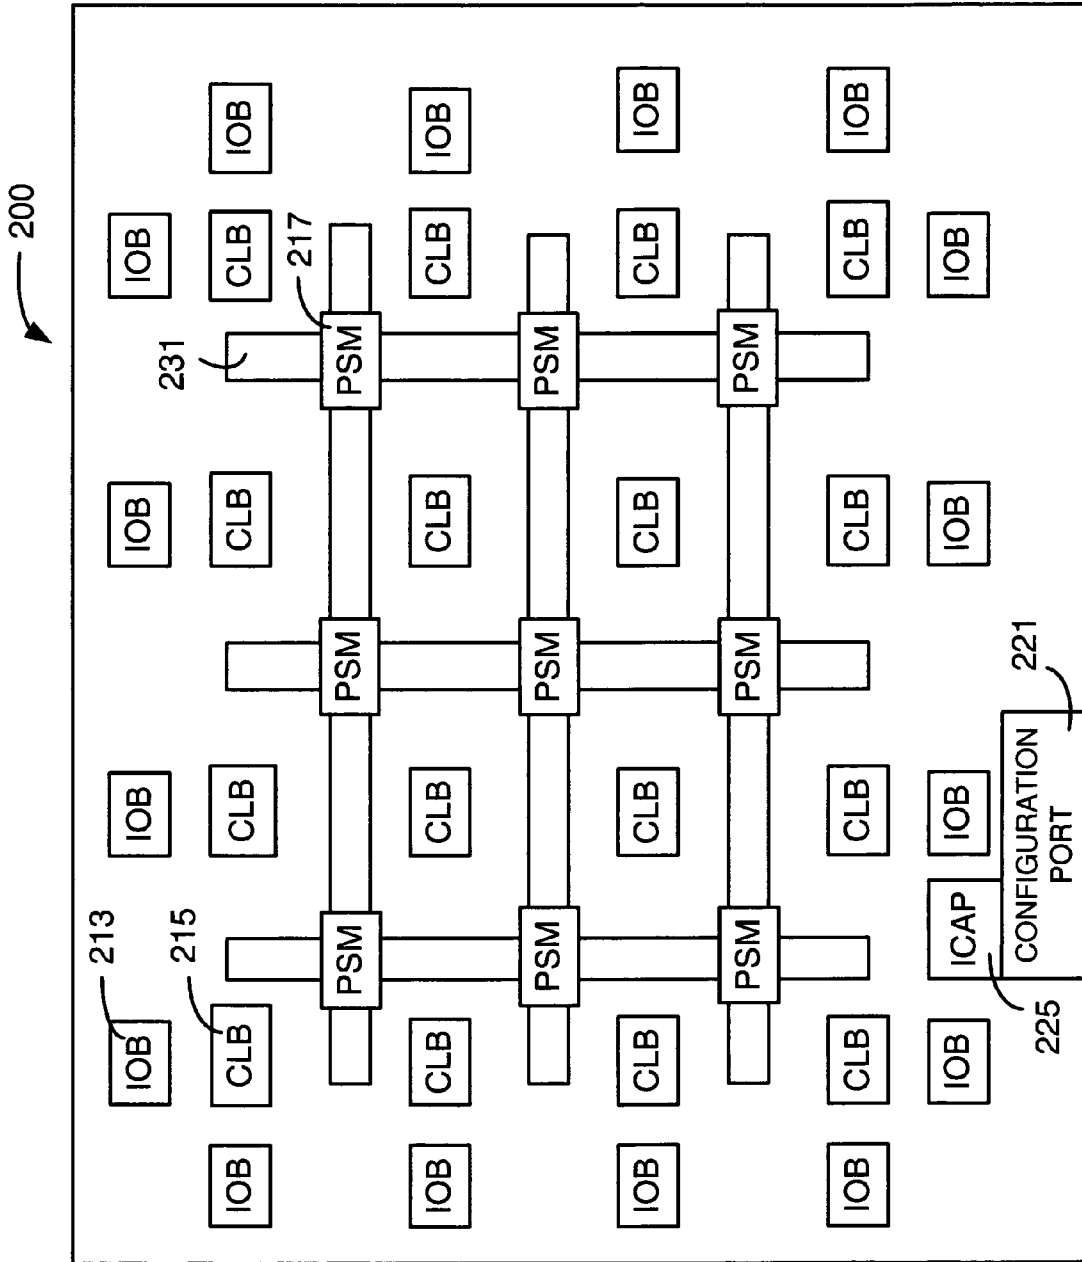 200
213
IOB
IOB
IOB
IOB
215
231
IOB
CLB
CLB
CLB
CLB
IOB
217
PSM
PSM
PSM
IOB
CLB
CLB
CLB
CLB
IOB
PSM
PSM
PSM
IOB
CLB
CLB
CLB
CLB
IOB
PSM
PSM
PSM
IOB
CLB
CLB
CLB
CLB
IOB
IOB
ICAP
IOB
IOB
IOB
225
CONFIGURATION
PORT
221